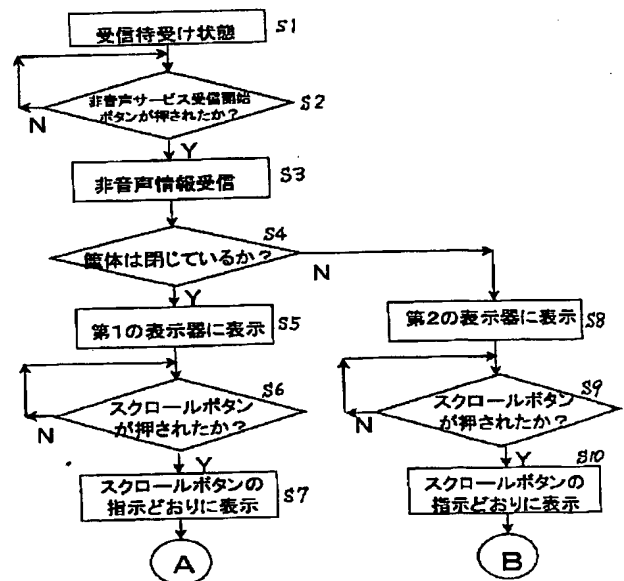 受信待受け状態
S1
非音声サービス受信開始
ボタンが押されたか?
S2
N
Y
非音声情報受信
S3
筐体は閉じているか?
S4
N
Y
第1の表示器に表示
S5
第2の表示器に表示
S8
スクロールボタン
が押されたか?
S6
N
Y
スクロールボタン
が押されたか?
S9
N
Y
スクロールボタンの
指示どおりに表示
S7
スクロールボタンの
指示どおりに表示
S10
A
B